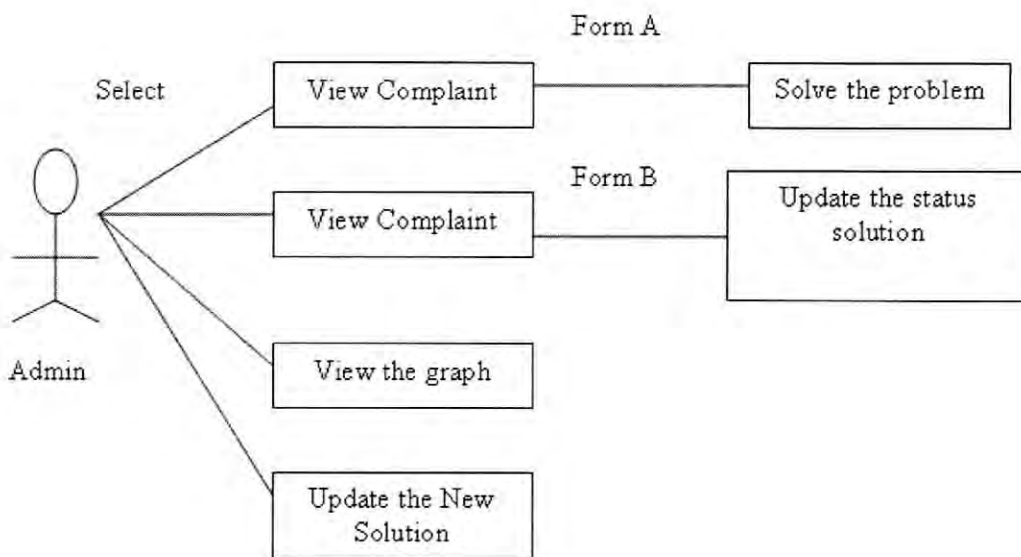 Form A
Select
View Complaint
Solve the problem
Form B
View Complaint
Update the status
solution
View the graph
Admin
Update the New
Solution